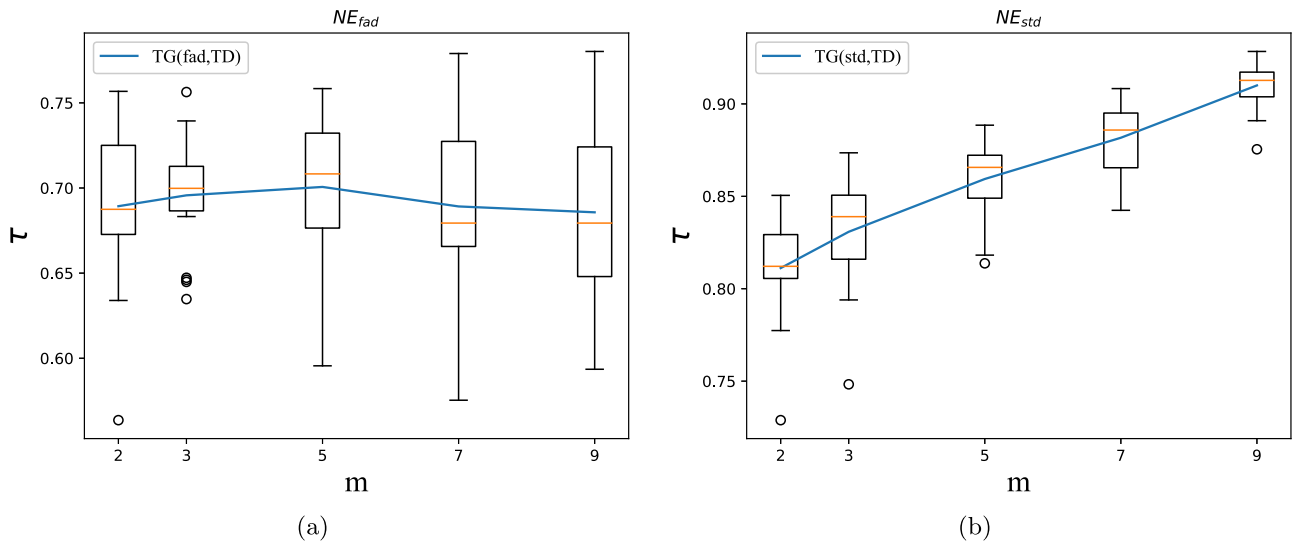 NE_fad
TG(fad,TD)
0.75
0.70
0.65
0.60
τ
2 3 5 7 9
m
(a)
NE_std
TG(std,TD)
0.90
0.85
0.80
0.75
τ
2 3 5 7 9
m
(b)